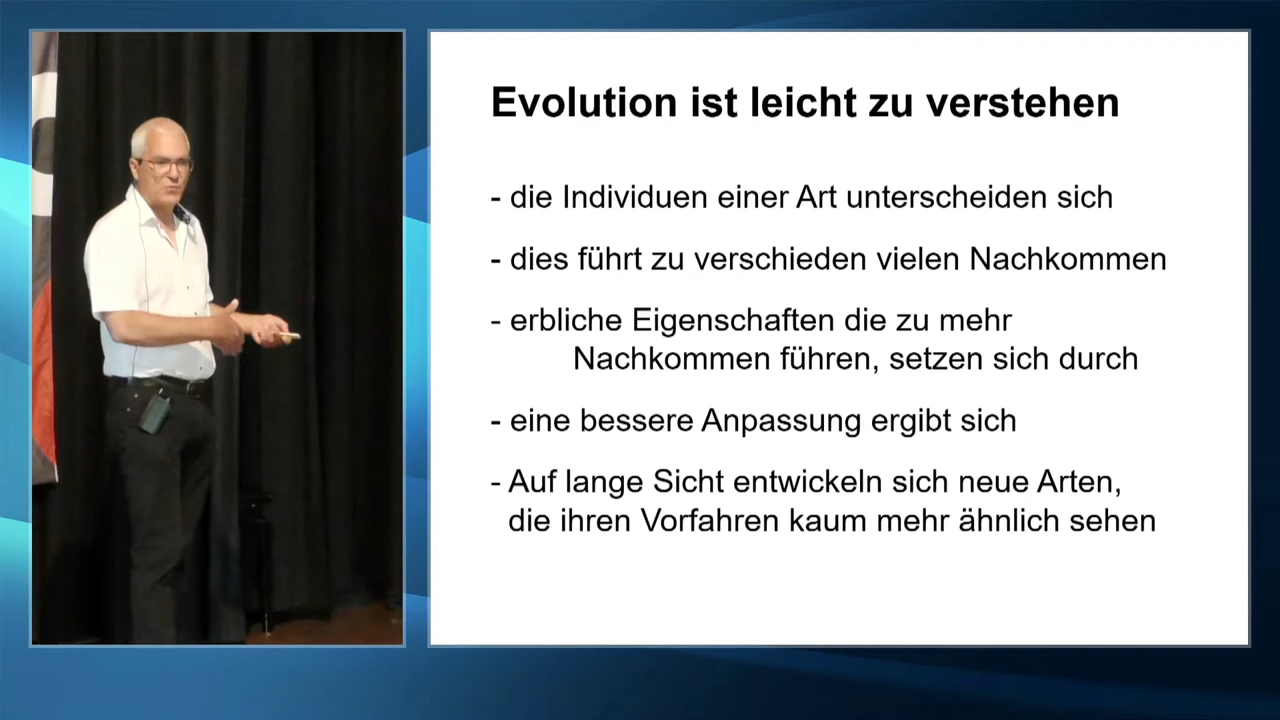 Evolution ist leicht zu verstehen
- die Individuen einer Art unterscheiden sich
- dies führt zu verschieden vielen Nachkommen
- erbliche Eigenschaften die zu mehr
Nachkommen führen, setzen sich durch
- eine bessere Anpassung ergibt sich
- Auf lange Sicht entwickeln sich neue Arten,
die ihren Vorfahren kaum mehr ähnlich sehen